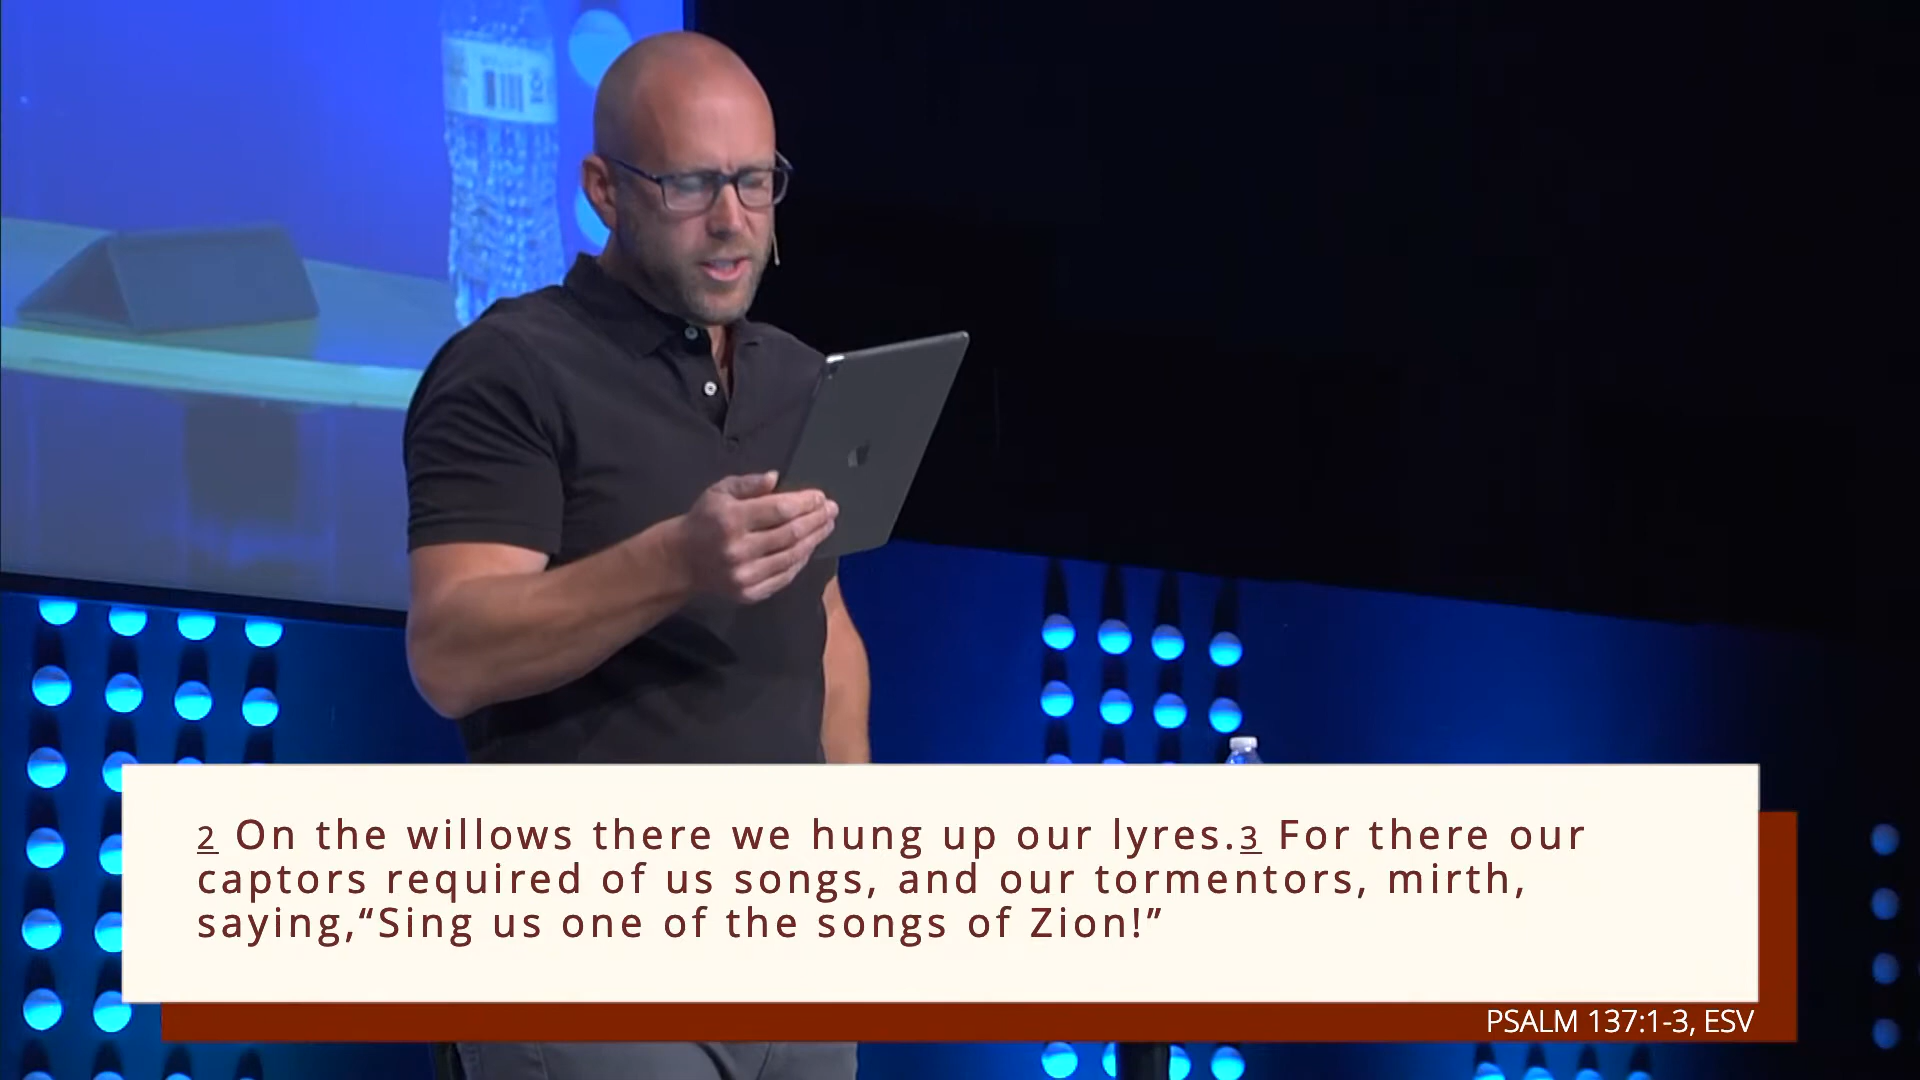 2 On the willows there we hung up our lyres.3 For there our
captors required of us songs, and our tormentors, mirth,
saying,“Sing us one of the songs of Zion!”
PSALM 137:1-3, ESV